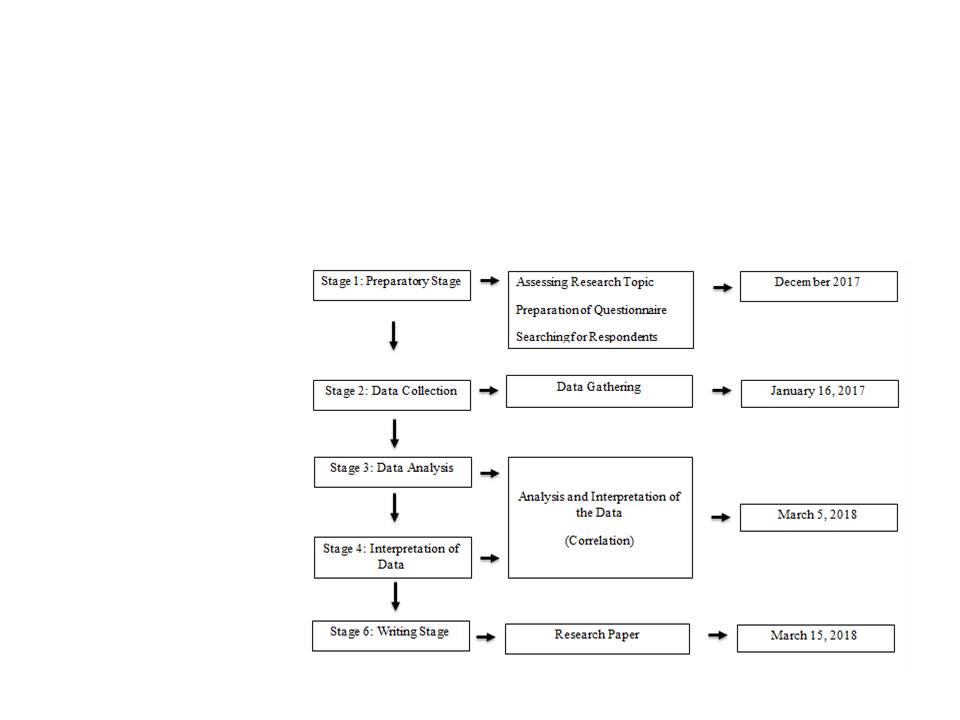 Stage 1: Preparatory Stage
Assessing Research Topic
Preparation of Questionnaire
Searching for Respondents
December 2017
Stage 2: Data Collection
Data Gathering
January 16, 2017
Stage 3: Data Analysis
Analysis and Interpretation of
the Data
(Correlation)
March 5, 2018
Stage 4: Interpretation of
Data
Stage 6: Writing Stage
Research Paper
March 15, 2018